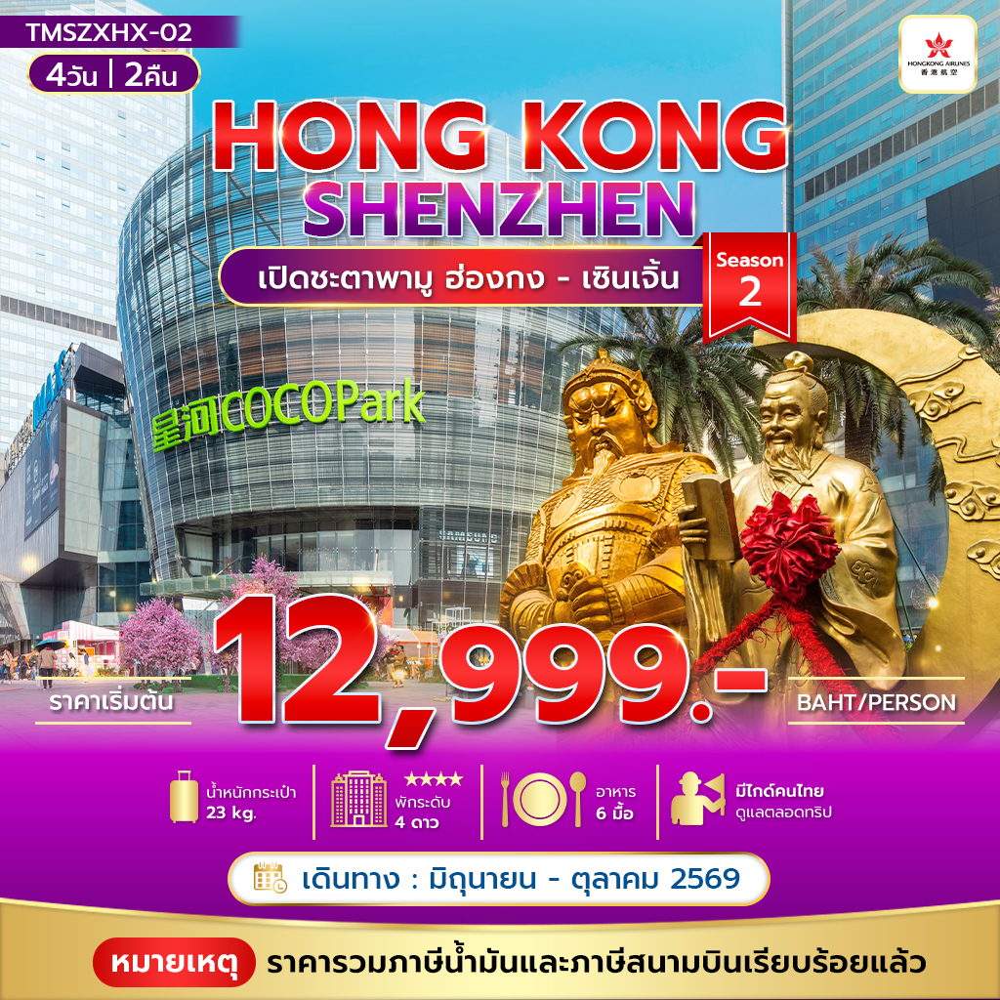 TMSZXHX-02
4วัน | 2คืน
HONGKONG AIRLINES
香港航空
HONG KONG
SHENZHEN
เปิดชะตาพามู ฮ่องกง - เซินเจิ้น
Season
2
星河COCOPark
SAMSUNG
ราคาเริ่มต้น
12,999.-
BAHT/PERSON
น้ำหนักกระเป๋า
23 kg.
พักระดับ
4 ดาว
อาหาร
6 มื้อ
มีไกด์คนไทย
ดูแลตลอดทริป
เดินทาง : มิถุนายน - ตุลาคม 2569
หมายเหตุ ราคารวมภาษีน้ำมันและภาษีสนามบินเรียบร้อยแล้ว